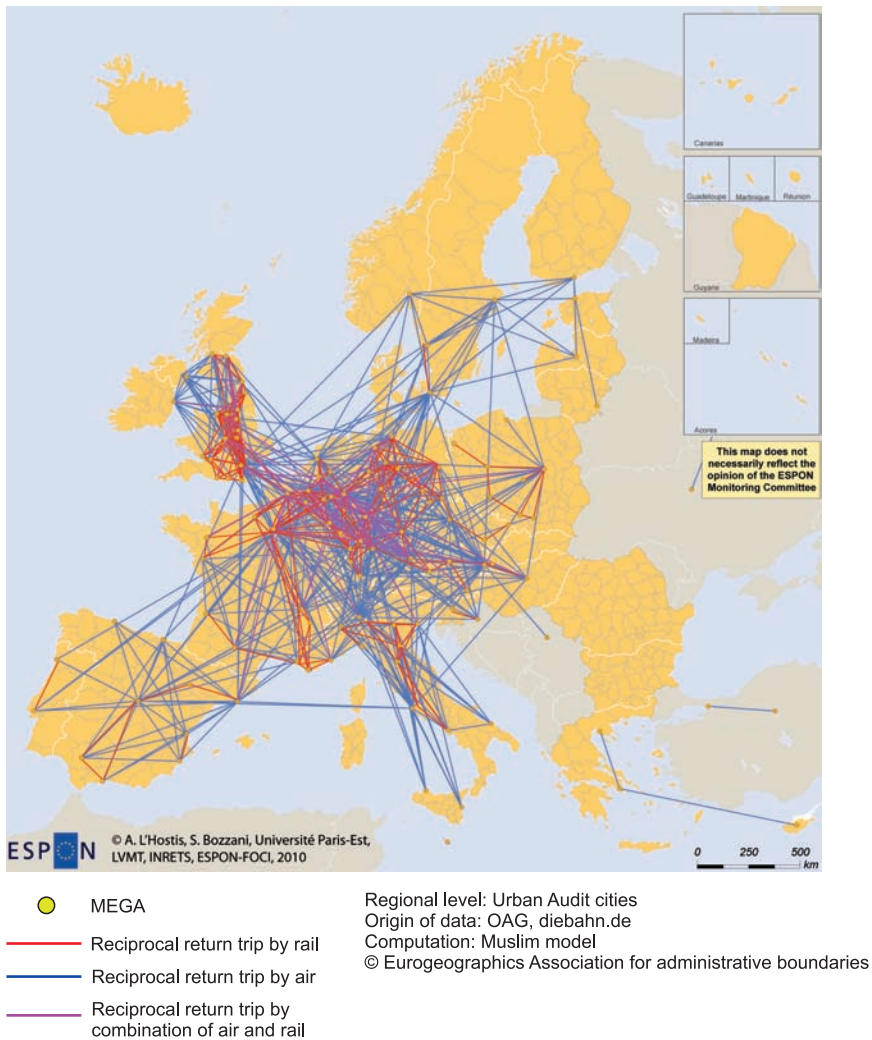 Canarias
Guadeloupe Martinique Réunion
Guyane
Madeira
Acores
This map does not
necessarily reflect the
opinion of the ESPON
Monitoring Committee
ESPON
© A. L'Hostis, S. Bozzani, Université Paris-Est,
LVMT, INRETS, ESPON-FOCI, 2010
0 250 500
km
MEGA
Reciprocal return trip by rail
Reciprocal return trip by air
Reciprocal return trip by
combination of air and rail
Regional level: Urban Audit cities
Origin of data: OAG, diebahn.de
Computation: Muslim model
© Eurogeographics Association for administrative boundaries